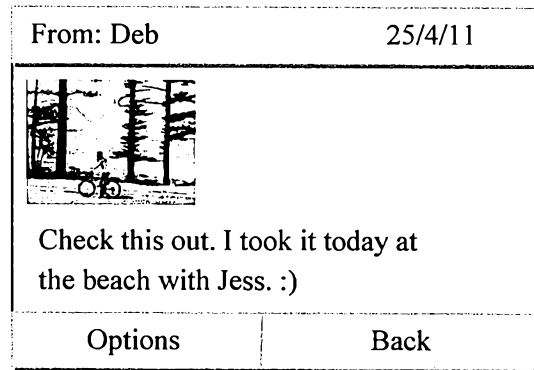 From: Deb 25/4/11
Check this out. I took it today at
the beach with Jess. :)
Options Back